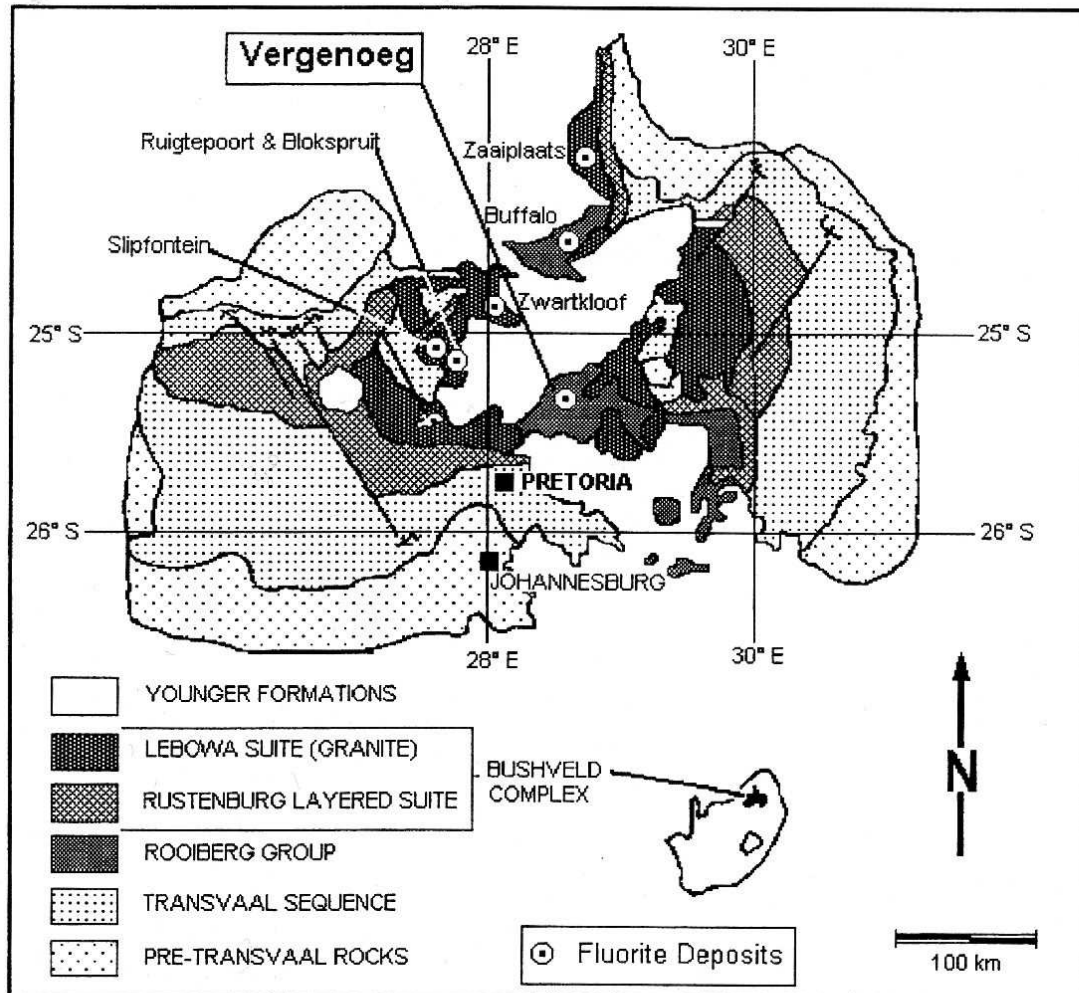 28° E
30° E
Vergenoeg
Ruigtepoort & Blokspruit
Zaaiplaats
Buffalo
Slipfontein
Zwartkloof
25° S
25° S
PRETORIA
26° S
26° S
JOHANNESBURG
28° E
30° E
YOUNGER FORMATIONS
LEBOWA SUITE (GRANITE)
RUSTENBURG LAYERED SUITE
BUSHVELD
COMPLEX
ROOIBERG GROUP
TRANSVAAL SEQUENCE
PRE-TRANSVAAL ROCKS
Fluorite Deposits
N
100 km